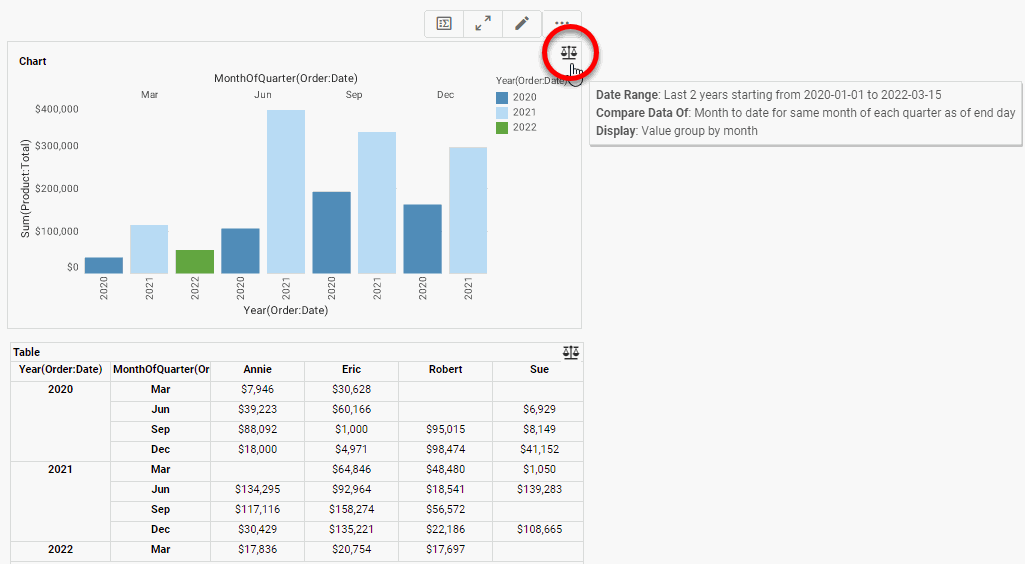 Chart
MonthOfQuarter(Order:Date)
Mar Jun Sep Dec
Year(Order:Date)
2020
2021
2022
Date Range: Last 2 years starting from 2020-01-01 to 2022-03-15
Compare Data Of: Month to date for same month of each quarter as of end day
Display: Value group by month
Sum(Product:Total)
$400,000
$300,000
$200,000
$100,000
$0
2020 2021 2022 2020 2021 2020 2021 2020 2021
Year(Order:Date)
Table
Year(Order:Date) MonthOfQuarter(Or Annie Eric Robert Sue
2020 Mar $7,946 $30,628
Jun $39,223 $60,166 $6,929
Sep $88,092 $1,000 $95,015 $8,149
Dec $18,000 $4,971 $98,474 $41,152
2021 Mar $64,846 $48,480 $1,050
Jun $134,295 $92,964 $18,541 $139,283
Sep $117,116 $158,274 $56,572
Dec $30,429 $135,221 $22,186 $108,665
2022 Mar $17,836 $20,754 $17,697